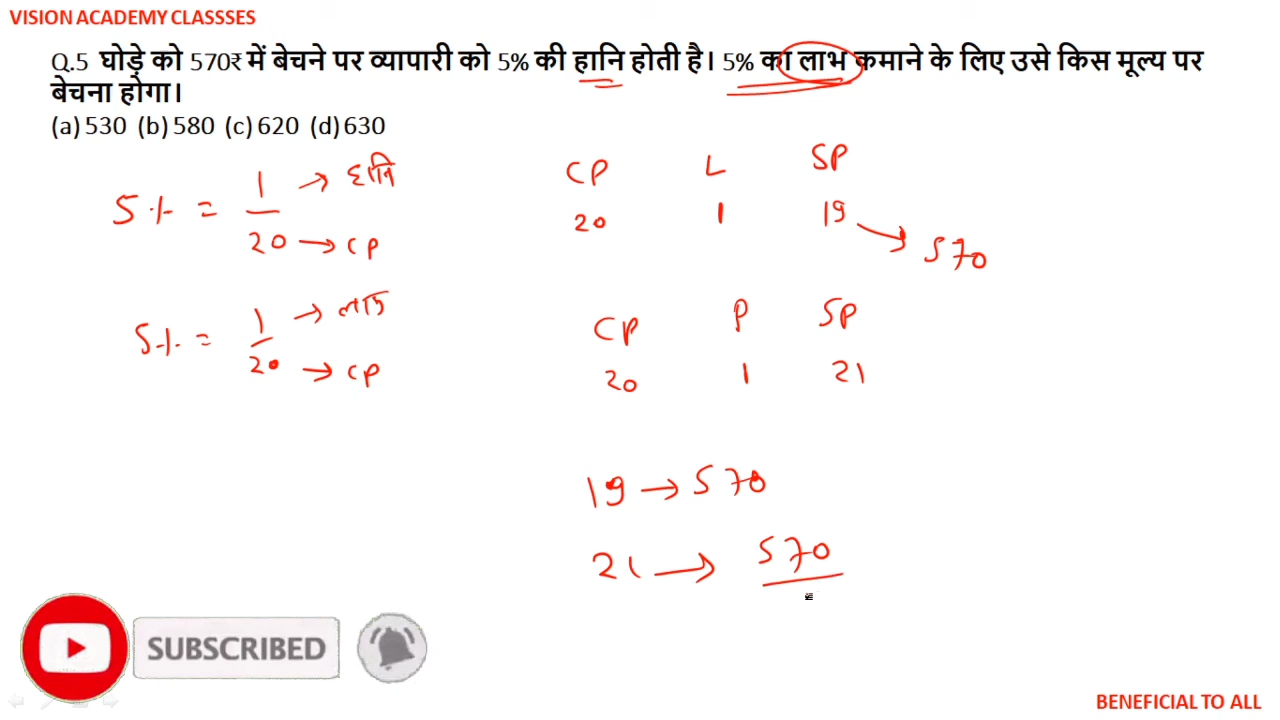 VISION ACADEMY CLASSSES
Q.5 घोड़े को 570₹ में बेचने पर व्यापारी को 5% की हानि होती है। 5% का लाभ कमाने के लिए उसे किस मूल्य पर
बेचना होगा।
(a) 530 (b) 580 (c) 620 (d) 630
5% = 1/20 → हानि
→ CP
CP L SP
20 1 19 → 570
5% = 1/20 → लाभ
→ CP
CP P SP
20 1 21
19 → 570
21 → 570
SUBSCRIBED
BENEFICIAL TO ALL